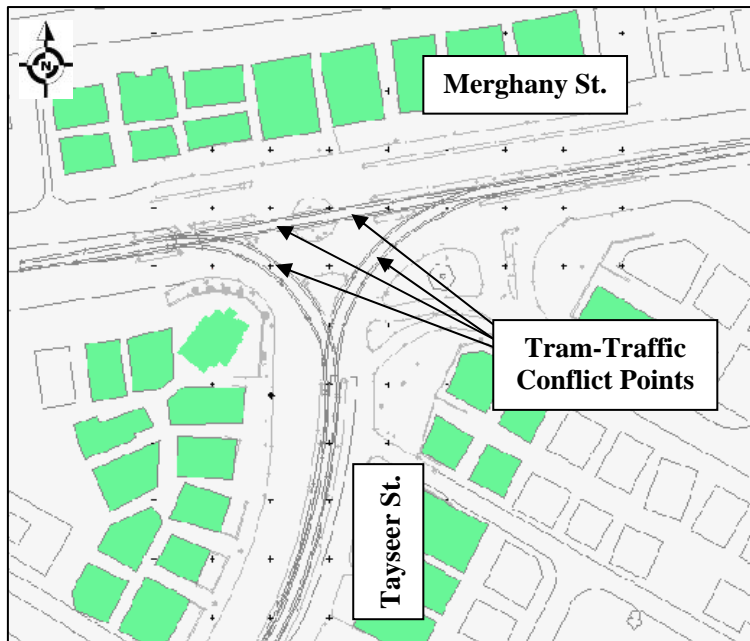 N
Merghany St.
Tram-Traffic
Conflict Points
Tayseer St.